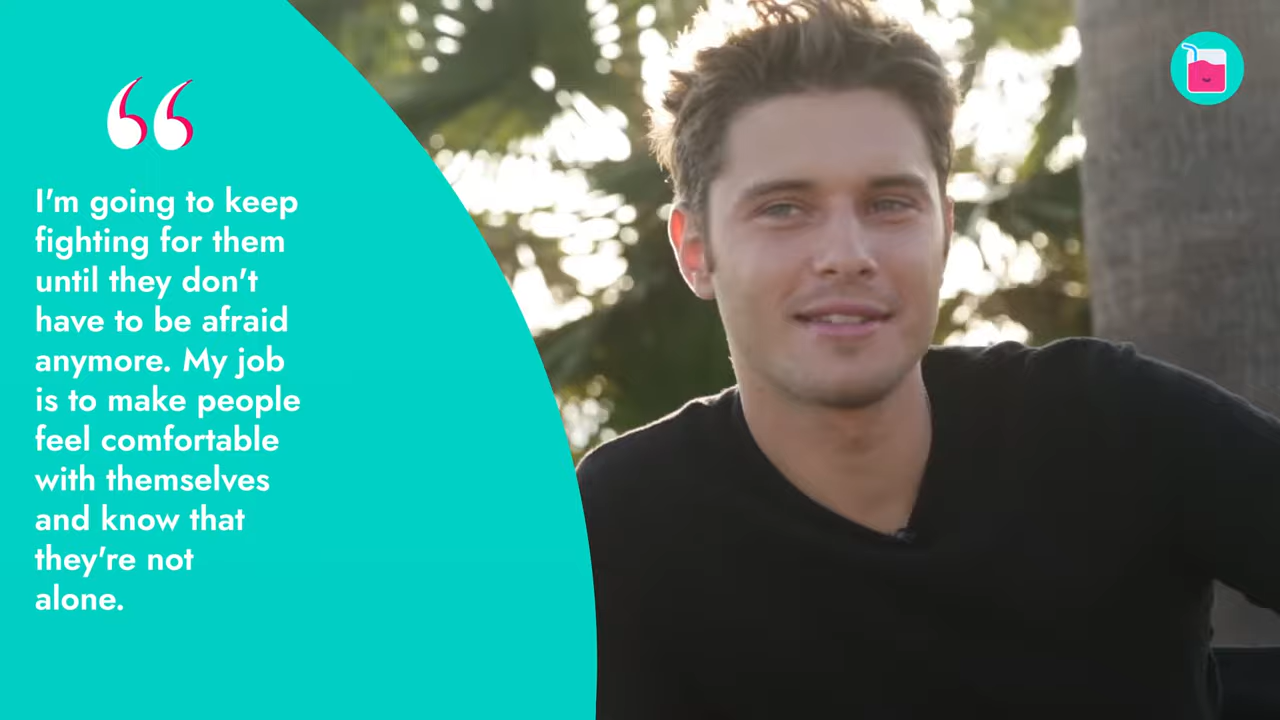 I'm going to keep
fighting for them
until they don't
have to be afraid
anymore. My job
is to make people
feel comfortable
with themselves
and know that
they're not
alone.